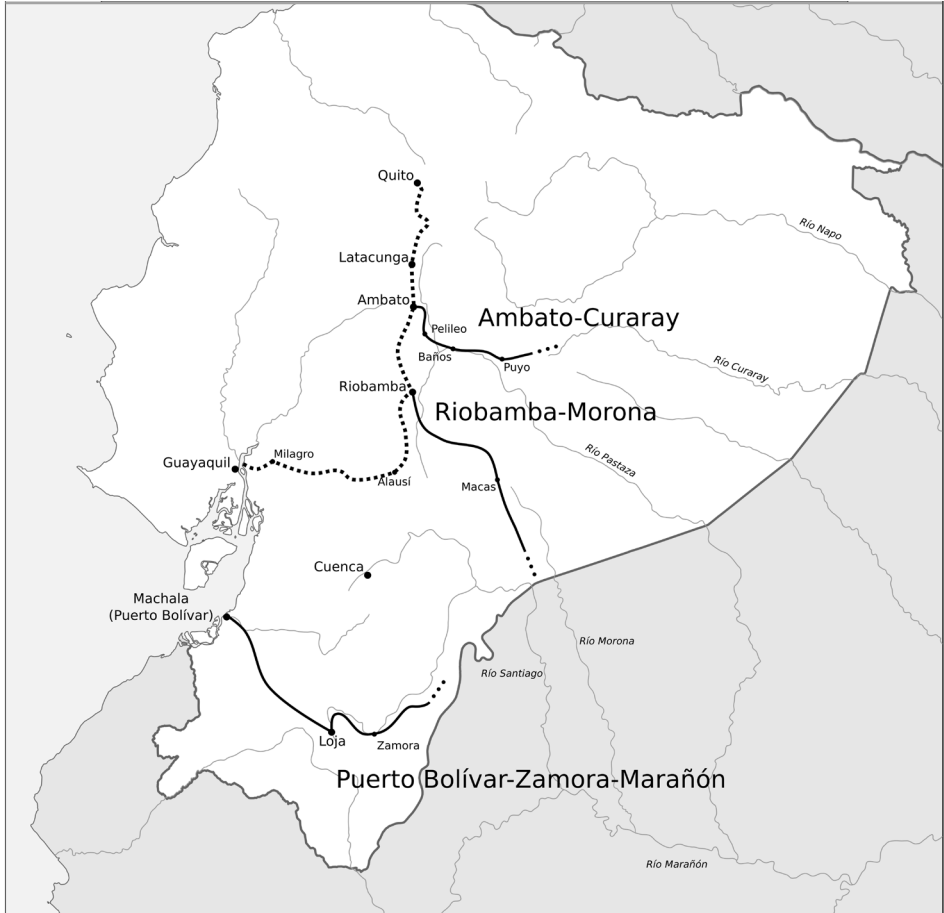 Quito
Río Napo
Latacunga
Ambato
Ambato-Curaray
Pelileo
Baños
Puyo
Río Curaray
Riobamba
Riobamba-Morona
Milagro
Guayaquil
Río Pastaza
Alausí
Macas
Cuenca
Machala
(Puerto Bolívar)
Río Morona
Río Santiago
Loja
Zamora
Puerto Bolívar-Zamora-Marañón
Río Marañón